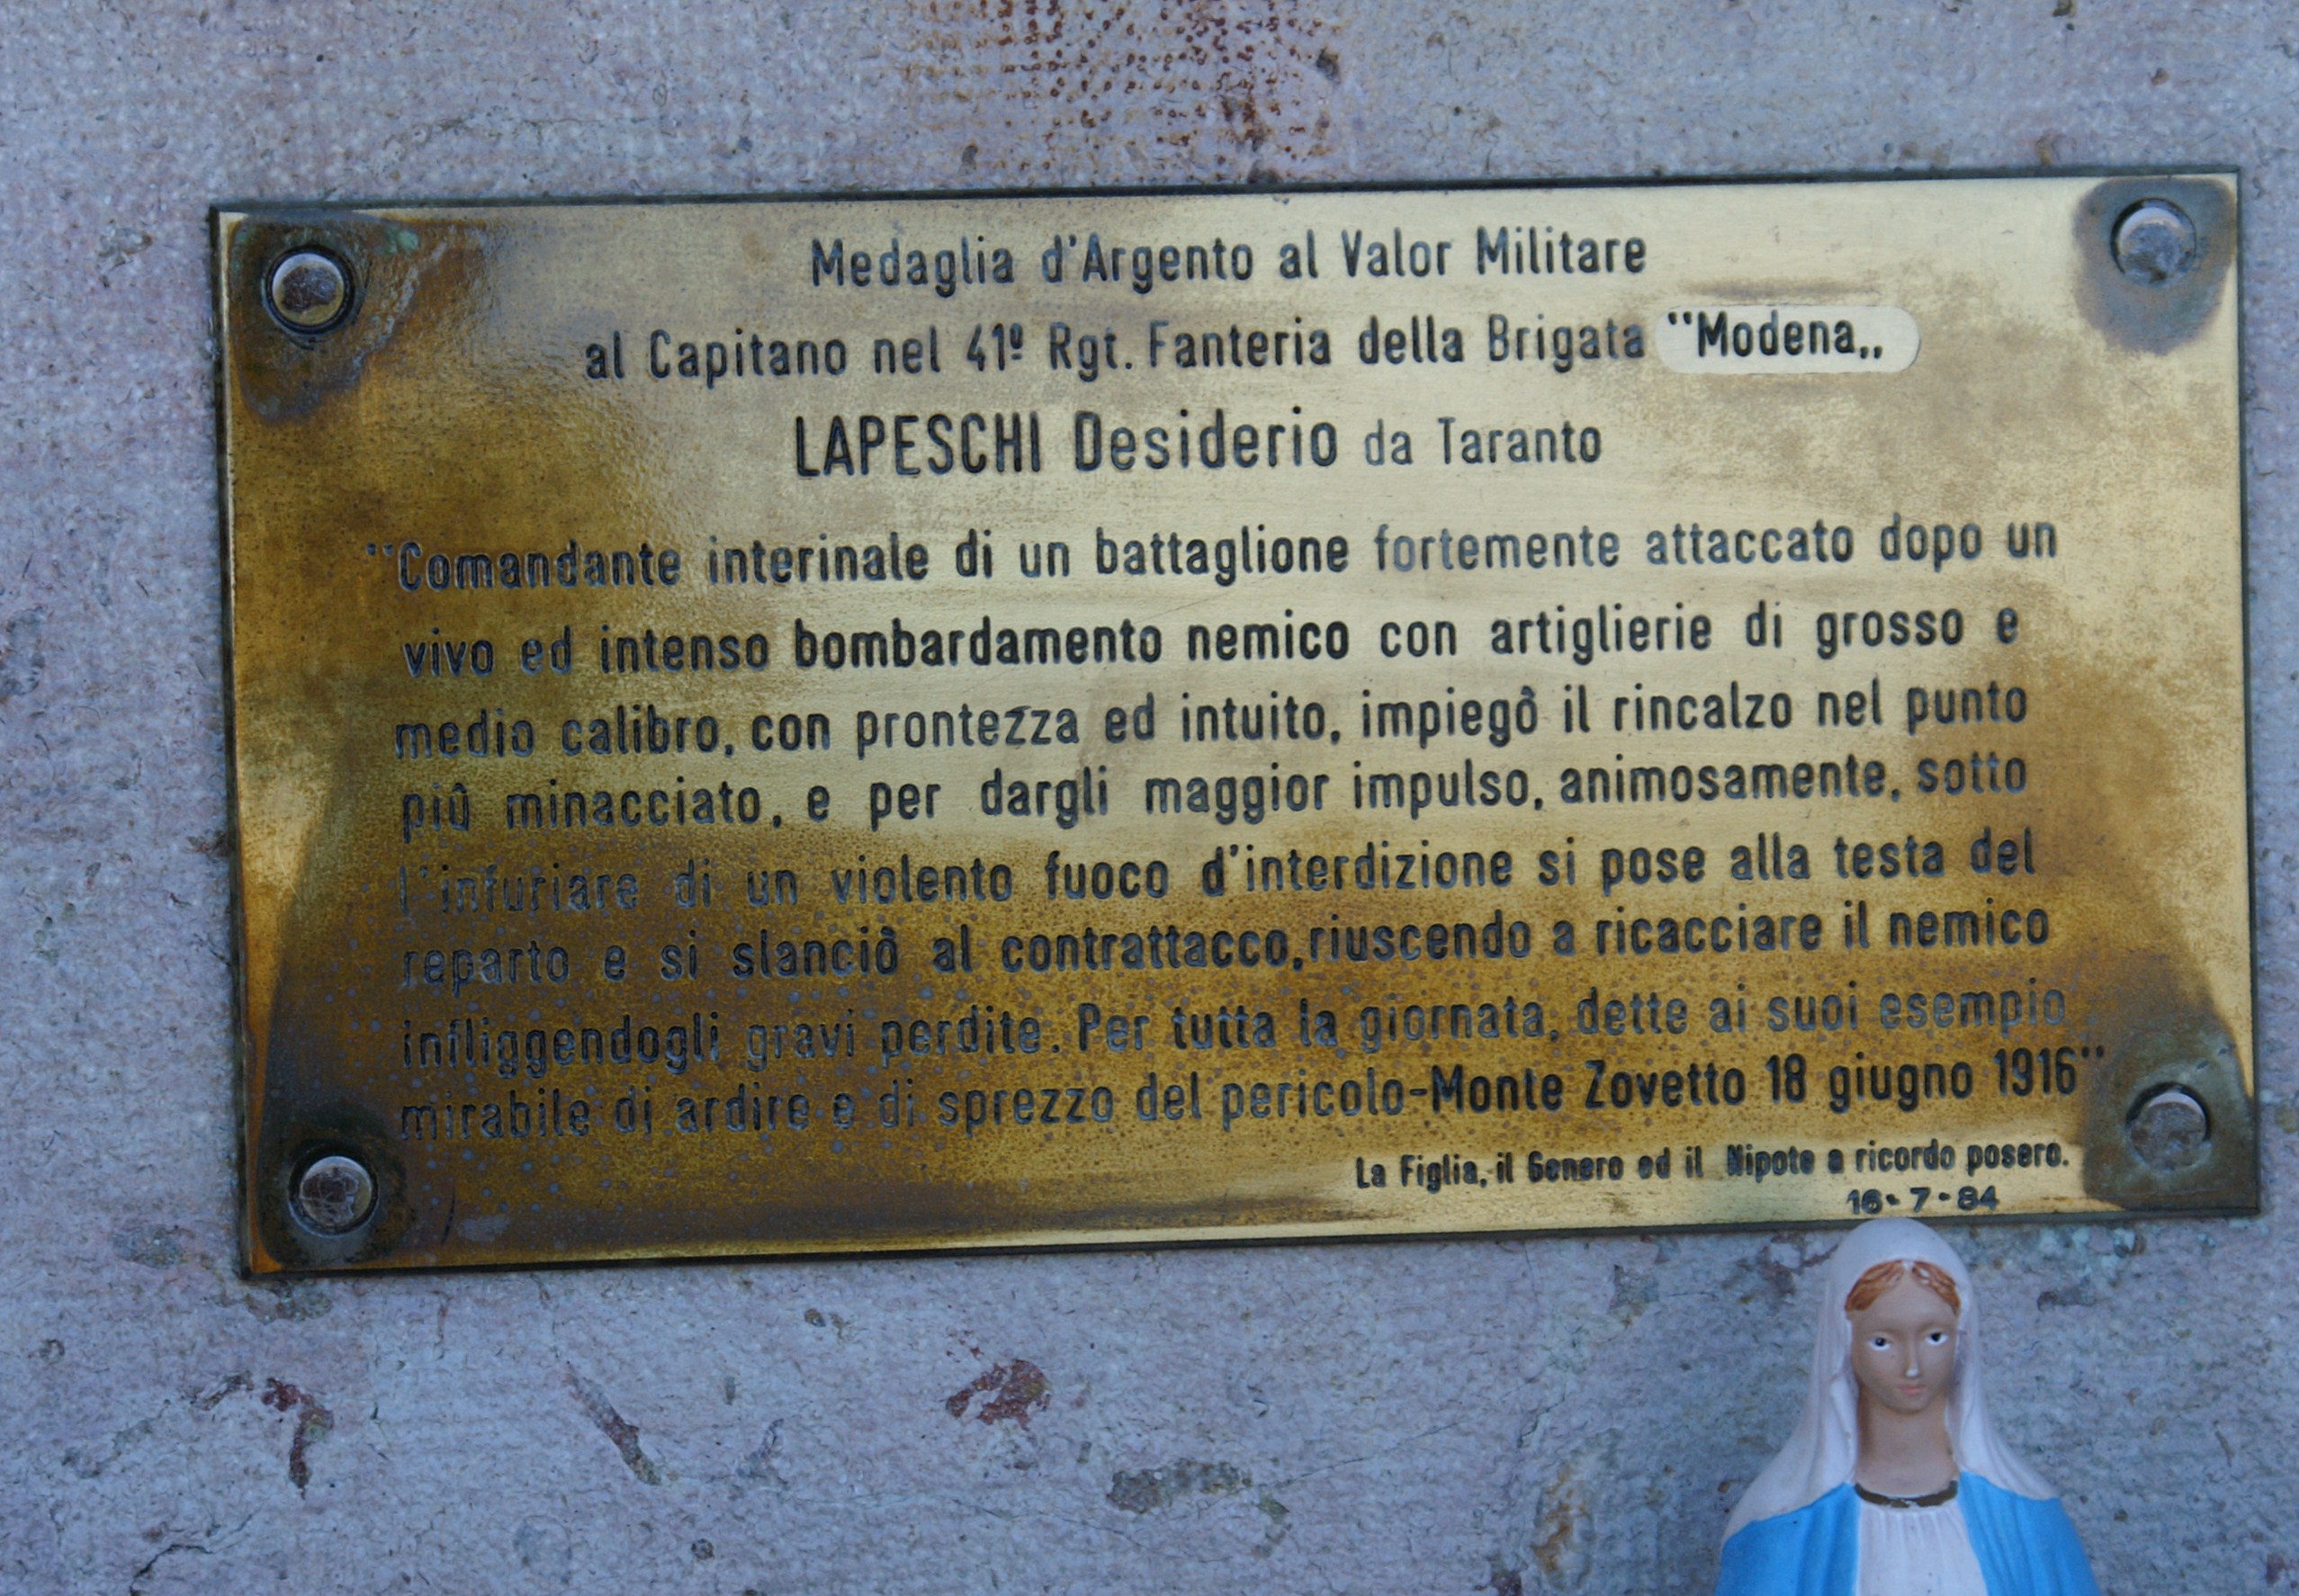 Medaglia d'Argento al Valor Militare
al Capitano nel 41º Rgt. Fanteria della Brigata "Modena„
LAPESCHI Desiderio da Taranto
"Comandante interinale di un battaglione fortemente attaccato dopo un
vivo ed intenso bombardamento nemico con artiglierie di grosso e
medio calibro, con prontezza ed intuito, impiegò il rincalzo nel punto
più minacciato, e per dargli maggior impulso, animosamente, sotto
l'infuriare di un violento fuoco d'interdizione si pose alla testa del
reparto e si slanciò al contrattacco, riuscendo a ricacciare il nemico
infliggendogli gravi perdite. Per tutta la giornata, dette ai suoi esempio
mirabile di ardire e di sprezzo del pericolo-Monte Zovetto 18 giugno 1916"
La Figlia, il Genero ed il Nipote a ricordo posero.
16-7-84